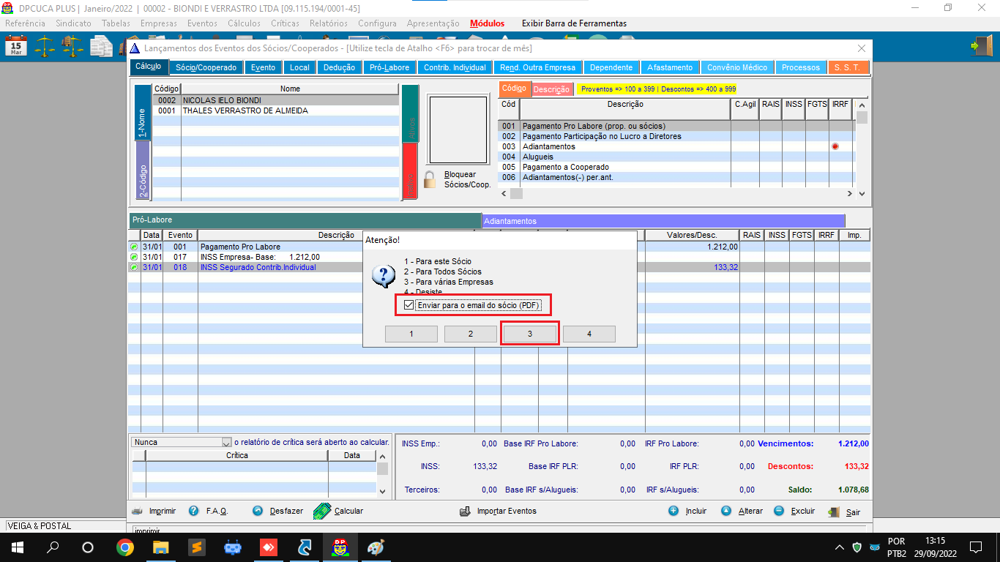 DPCUCA PLUS | Janeiro/2022 | 00002 - BIONDI E VERRASTRO LTDA [09.115.194/0001-45]
Referência Sindicato Tabelas Empresas Eventos Cálculos Críticas Relatórios Configura Apresentação Módulos Exibir Barra de Ferramentas
15
Mar
Lançamentos dos Eventos dos Sócios/Cooperados - [Utilize tecla de Atalho <F6> para trocar de mês]
Cálculo Sócio/Cooperado Evento Local Dedução Pró-Labore Contrib. Individual Rend. Outra Empresa Dependente Afastamento Convênio Médico Processos S. S. T.
1-Nome
2-Código
Código Nome
0002 NICOLAS IELO BIONDI
0001 THALES VERRASTRO DE ALMEIDA
Ativos
Bloquear
Sócios/Coop.
Código Descrição Proventos => 100 a 399 | Descontos => 400 a 999
Cód Descrição C.Agil RAIS INSS FGTS IRRF
001 Pagamento Pro Labore (prop. ou sócios)
002 Pagamento Participação no Lucro a Diretores
003 Adiantamentos
004 Alugueis
005 Pagamento a Cooperado
006 Adiantamentos(-) per.ant.
Pró-Labore Adiantamentos
Data Evento Descrição Valores/Desc. RAIS INSS FGTS IRRF Imp.
31/01 001 Pagamento Pro Labore 1.212,00
31/01 017 INSS Empresa- Base: 1.212,00
31/01 018 INSS Segurado Contrib.Individual 133,32
Atenção!
1 - Para este Sócio
2 - Para Todos Sócios
3 - Para várias Empresas
4 - Desiste
Enviar para o email do sócio (PDF)
1 2 3 4
Nunca o relatório de crítica será aberto ao calcular.
Crítica Data
INSS Emp.: 0,00 Base IRF Pro Labore: 0,00 IRF Pro Labore: 0,00 Vencimentos: 1.212,00
INSS: 133,32 Base IRF PLR: 0,00 IRF PLR: 0,00 Descontos: 133,32
Terceiros: 0,00 Base IRF s/Alugueis: 0,00 IRF s/Alugueis: 0,00 Saldo: 1.078,68
Imprimir F.A.Q. Desfazer Calcular Importar Eventos Incluir Alterar Excluir Sair
VEIGA & POSTAL
imprimir
DP
POR
PTB2
13:15
29/09/2022